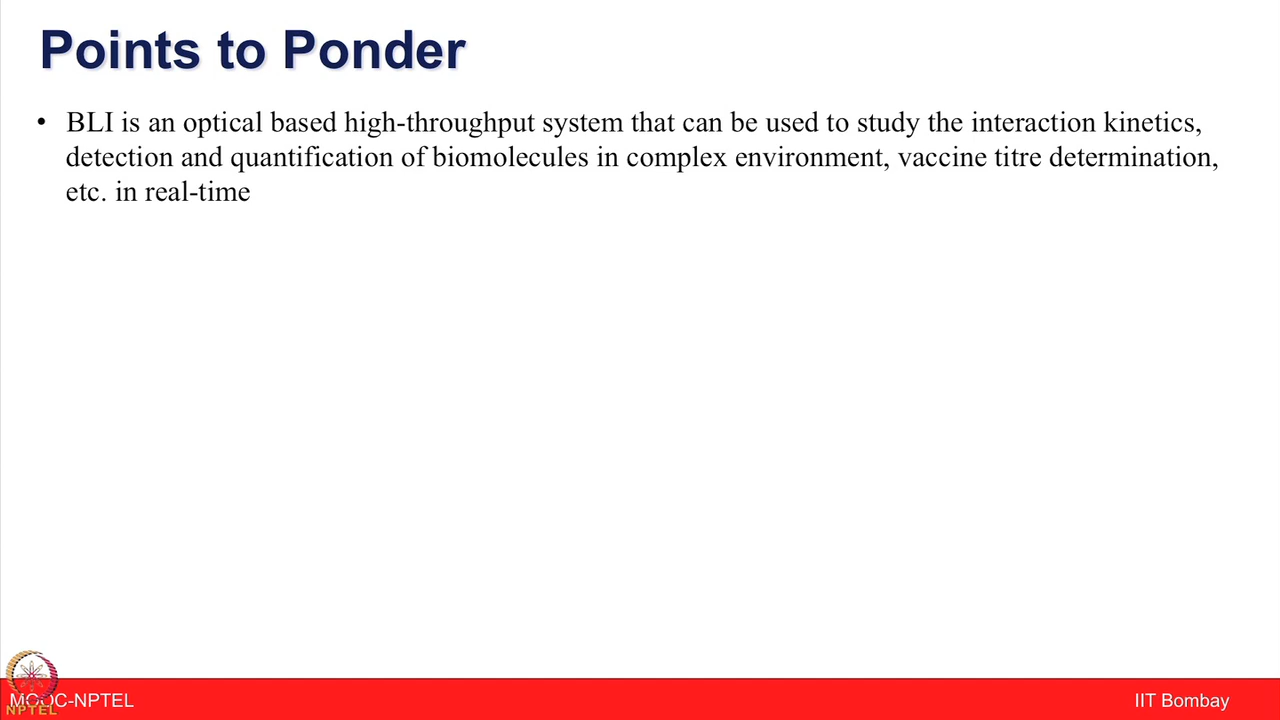 Points to Ponder
• BLI is an optical based high-throughput system that can be used to study the interaction kinetics,
detection and quantification of biomolecules in complex environment, vaccine titre determination,
etc. in real-time
MOOC-NPTEL
NPTEL
IIT Bombay